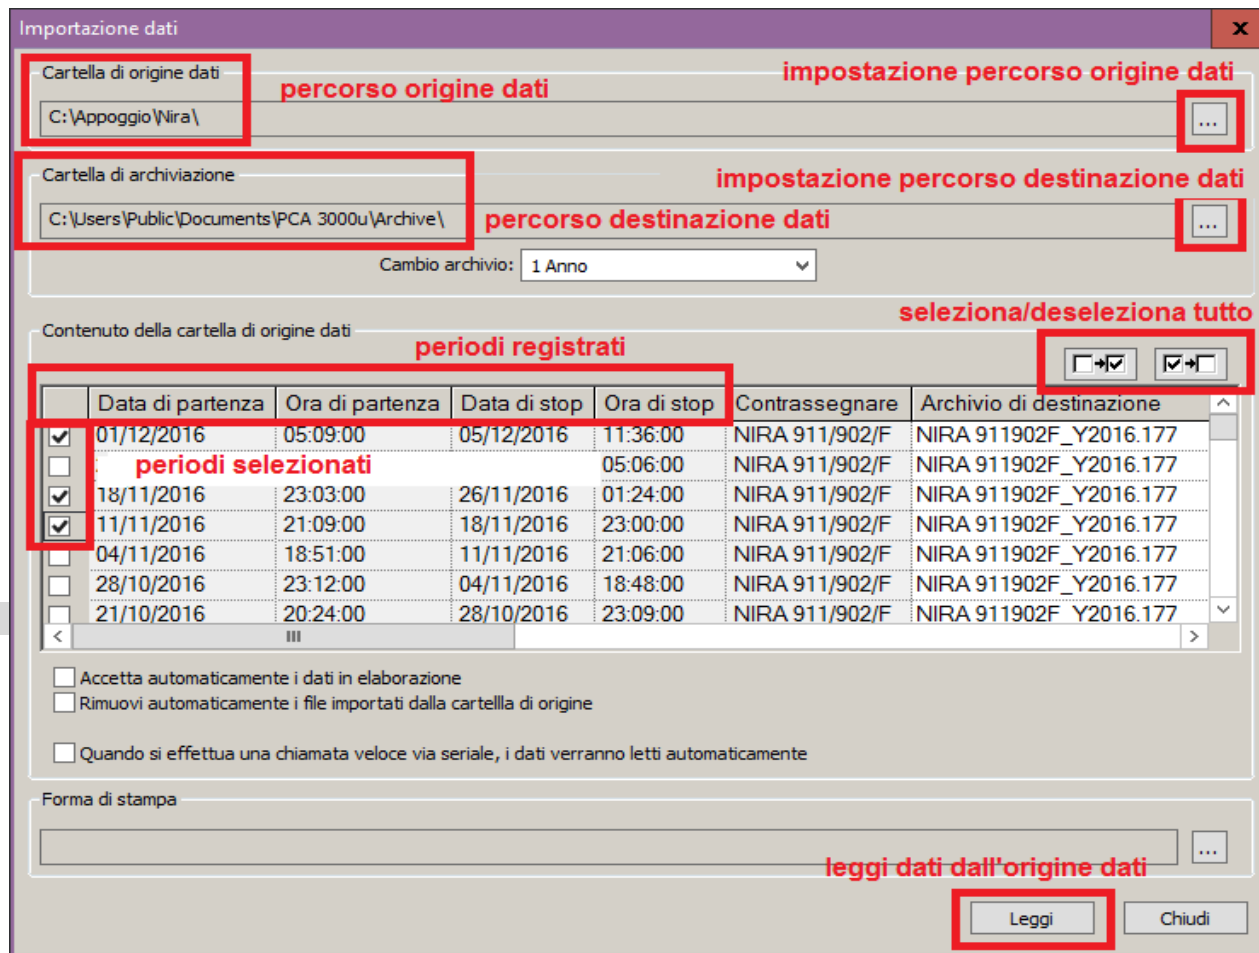 Importazione dati
x
Cartella di origine dati
impostazione percorso origine dati
percorso origine dati
C:\Appoggio\Nira\
...
Cartella di archiviazione
impostazione percorso destinazione dati
C:\Users\Public\Documents\PCA 3000u\Archive\
percorso destinazione dati
...
Cambio archivio: 1 Anno
seleziona/deseleziona tutto
Contenuto della cartella di origine dati
periodi registrati
Data di partenza Ora di partenza Data di stop Ora di stop Contrassegnare Archivio di destinazione
01/12/2016 05:09:00 05/12/2016 11:36:00 NIRA 911/902/F NIRA 911902F_Y2016.177
periodi selezionati 05:06:00 NIRA 911/902/F NIRA 911902F_Y2016.177
18/11/2016 23:03:00 26/11/2016 01:24:00 NIRA 911/902/F NIRA 911902F_Y2016.177
11/11/2016 21:09:00 18/11/2016 23:00:00 NIRA 911/902/F NIRA 911902F_Y2016.177
04/11/2016 18:51:00 11/11/2016 21:06:00 NIRA 911/902/F NIRA 911902F_Y2016.177
28/10/2016 23:12:00 04/11/2016 18:48:00 NIRA 911/902/F NIRA 911902F_Y2016.177
21/10/2016 20:24:00 28/10/2016 23:09:00 NIRA 911/902/F NIRA 911902F_Y2016.177
Accetta automaticamente i dati in elaborazione
Rimuovi automaticamente i file importati dalla cartellla di origine
Quando si effettua una chiamata veloce via seriale, i dati verranno letti automaticamente
Forma di stampa
...
leggi dati dall'origine dati
Leggi
Chiudi